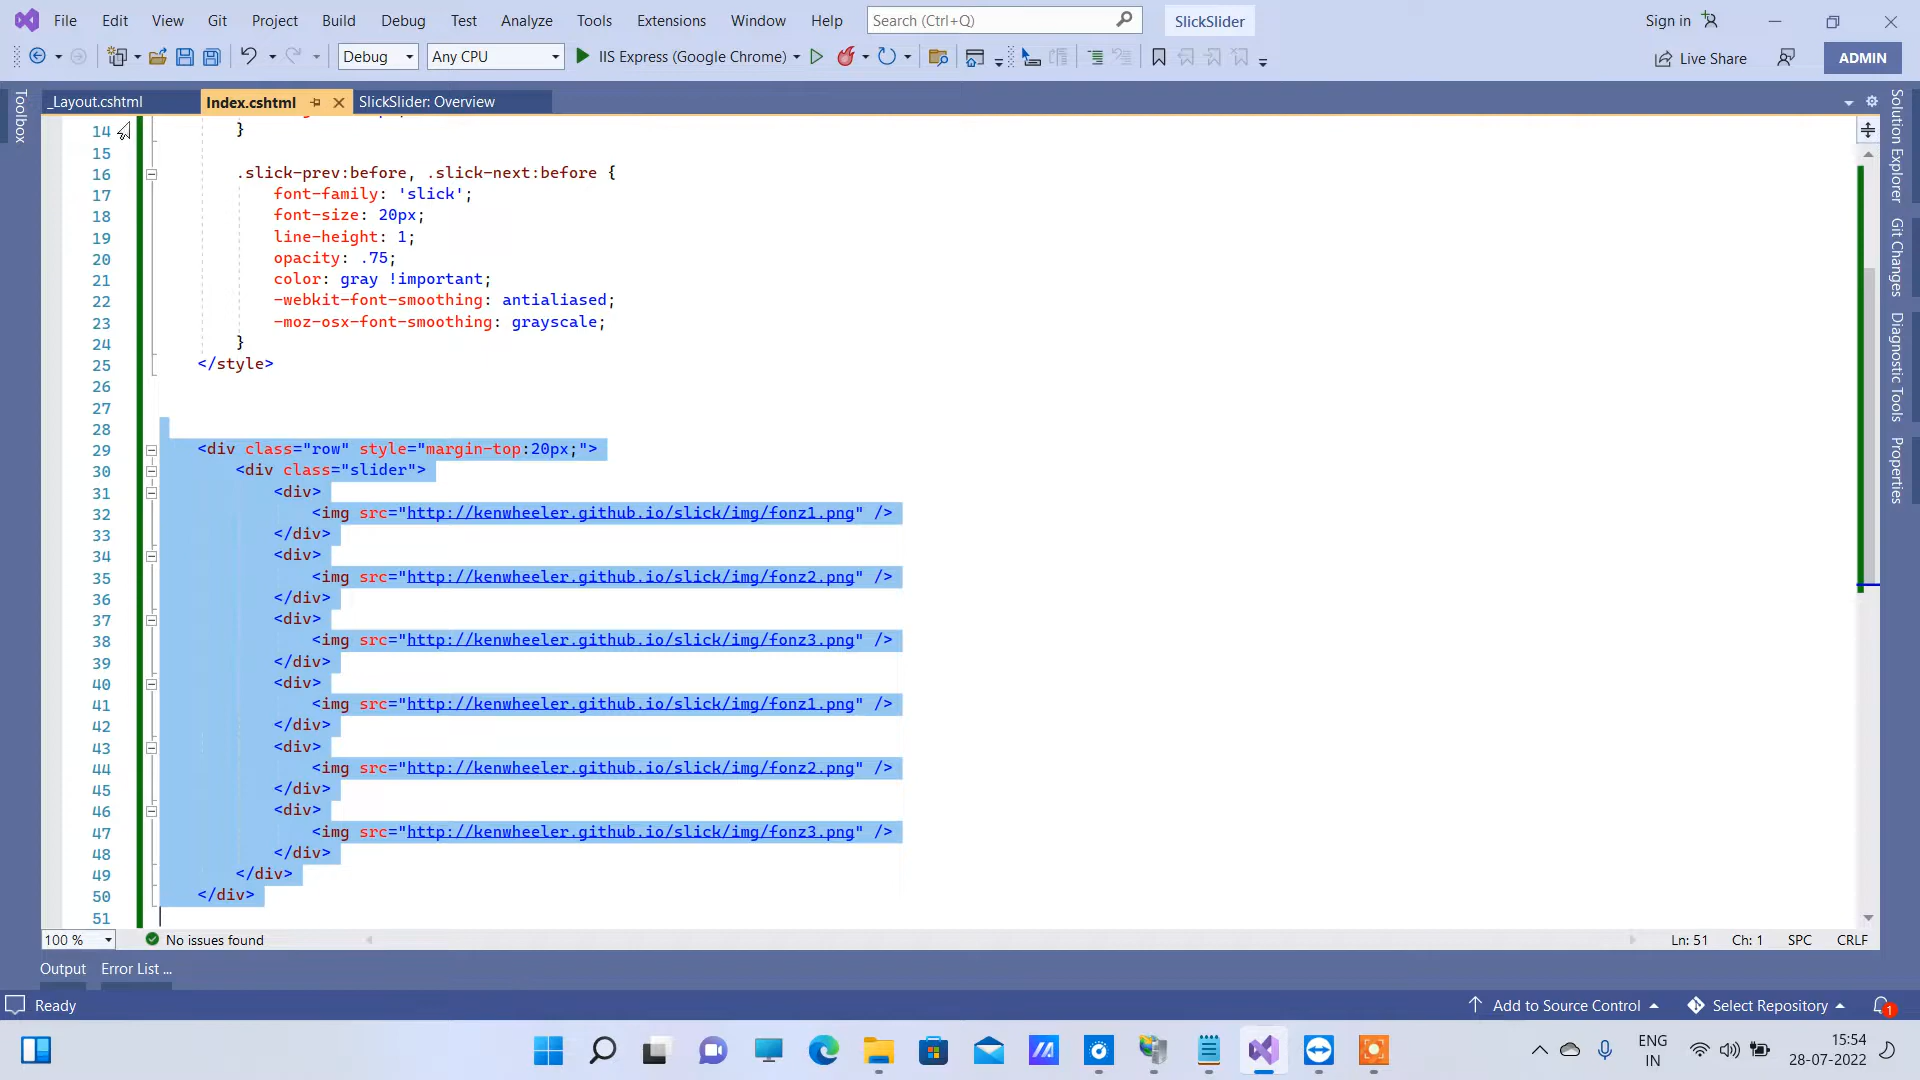 File Edit View Git Project Build Debug Test Analyze Tools Extensions Window Help Search (Ctrl+Q) SlickSlider Sign in
Debug Any CPU IIS Express (Google Chrome) Live Share ADMIN
Toolbox
_Layout.cshtml Index.cshtml SlickSlider: Overview
14 }
15
16 .slick-prev:before, .slick-next:before {
17 font-family: 'slick';
18 font-size: 20px;
19 line-height: 1;
20 opacity: .75;
21 color: gray !important;
22 -webkit-font-smoothing: antialiased;
23 -moz-osx-font-smoothing: grayscale;
24 }
25 </style>
26
27
28
29 <div class="row" style="margin-top:20px;">
30 <div class="slider">
31 <div>
32 <img src="http://kenwheeler.github.io/slick/img/fonz1.png" />
33 </div>
34 <div>
35 <img src="http://kenwheeler.github.io/slick/img/fonz2.png" />
36 </div>
37 <div>
38 <img src="http://kenwheeler.github.io/slick/img/fonz3.png" />
39 </div>
40 <div>
41 <img src="http://kenwheeler.github.io/slick/img/fonz1.png" />
42 </div>
43 <div>
44 <img src="http://kenwheeler.github.io/slick/img/fonz2.png" />
45 </div>
46 <div>
47 <img src="http://kenwheeler.github.io/slick/img/fonz3.png" />
48 </div>
49 </div>
50 </div>
51
Solution Explorer
Git Changes
Diagnostic Tools
Properties
100 % No issues found Ln: 51 Ch: 1 SPC CRLF
Output Error List ...
Ready Add to Source Control Select Repository 1
ENG
IN
15:54
28-07-2022